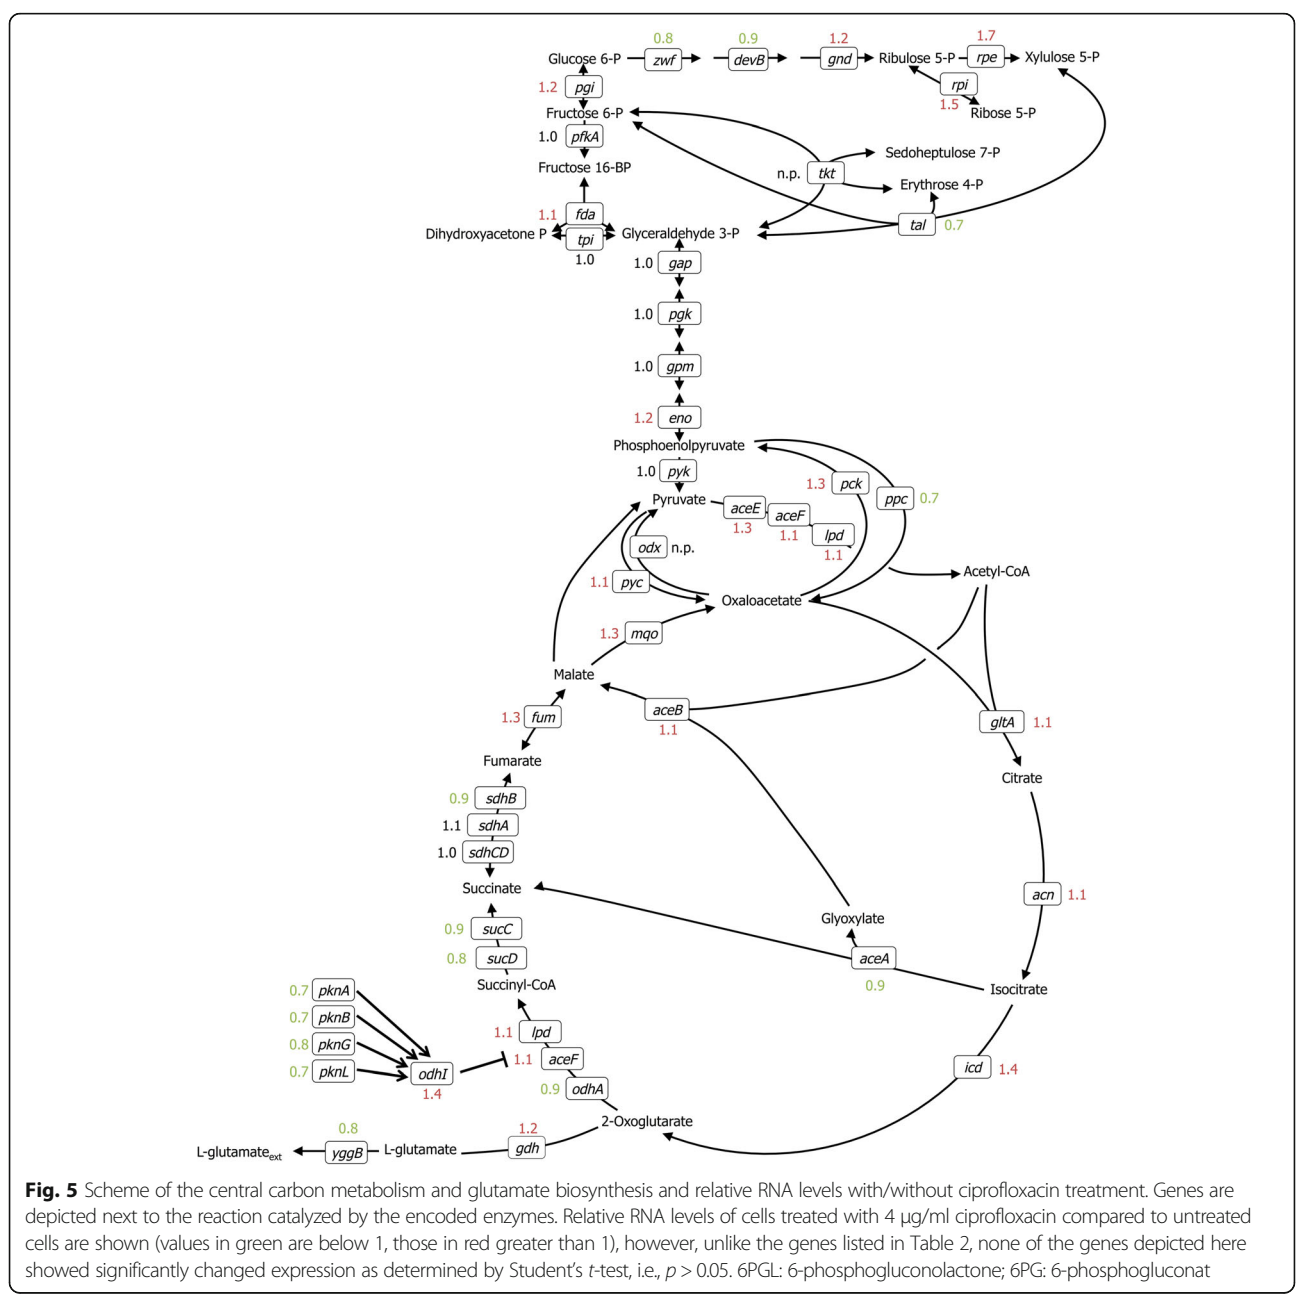 0.8 0.9 1.2 1.7
Glucose 6-P zwf devB gnd Ribulose 5-P rpe Xylulose 5-P
1.2 pgi rpi
1.5
Fructose 6-P Ribose 5-P
1.0 pfkA
Sedoheptulose 7-P
Fructose 16-BP
n.p. tkt
Erythrose 4-P
1.1 fda
tal 0.7
Dihydroxyacetone P tpi Glyceraldehyde 3-P
1.0
1.0 gap
1.0 pgk
1.0 gpm
1.2 eno
Phosphoenolpyruvate
1.0 pyk
1.3 pck
ppc 0.7
Pyruvate
aceE aceF lpd
1.3 1.1 1.1
odx n.p.
1.1 pyc
Acetyl-CoA
Oxaloacetate
1.3 mqo
Malate
aceB
1.1
1.3 fum
gltA 1.1
Fumarate
Citrate
0.9 sdhB
1.1 sdhA
1.0 sdhCD
Succinate
acn 1.1
Glyoxylate
0.9 sucC
0.8 sucD
aceA
0.9
Succinyl-CoA
Isocitrate
0.7 pknA
0.7 pknB
0.8 pknG
0.7 pknL
odhI
1.4
1.1 lpd
1.1 aceF
0.9 odhA
icd 1.4
2-Oxoglutarate
0.8 1.2
L-glutamateext yggB L-glutamate gdh
Fig. 5 Scheme of the central carbon metabolism and glutamate biosynthesis and relative RNA levels with/without ciprofloxacin treatment. Genes are
depicted next to the reaction catalyzed by the encoded enzymes. Relative RNA levels of cells treated with 4 μg/ml ciprofloxacin compared to untreated
cells are shown (values in green are below 1, those in red greater than 1), however, unlike the genes listed in Table 2, none of the genes depicted here
showed significantly changed expression as determined by Student's t-test, i.e., p > 0.05. 6PGL: 6-phosphogluconolactone; 6PG: 6-phosphogluconat